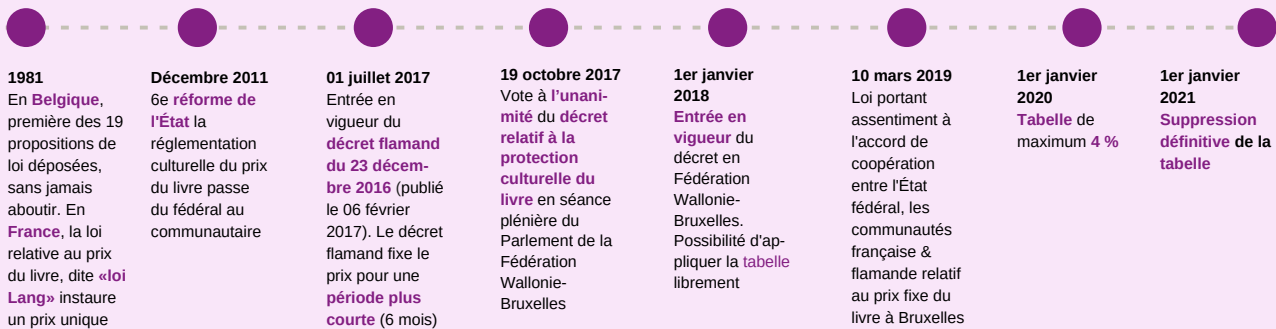 1981
En Belgique,
première des 19
propositions de
loi déposées,
sans jamais
aboutir. En
France, la loi
relative au prix
du livre, dite «loi
Lang» instaure
un prix unique
Décembre 2011
6e réforme de
l'État la
réglementation
culturelle du prix
du livre passe
du fédéral au
communautaire
01 juillet 2017
Entrée en
vigueur du
décret flamand
du 23 décem-
bre 2016 (publié
le 06 février
2017). Le décret
flamand fixe le
prix pour une
période plus
courte (6 mois)
19 octobre 2017
Vote à l’unani-
mité du décret
relatif à la
protection
culturelle du
livre en séance
plénière du
Parlement de la
Fédération
Wallonie-
Bruxelles
1er janvier
2018
Entrée en
vigueur du
décret en
Fédération
Wallonie-
Bruxelles.
Possibilité d'ap-
pliquer la tabelle
librement
10 mars 2019
Loi portant
assentiment à
l'accord de
coopération
entre l'État
fédéral, les
communautés
française &
flamande relatif
au prix fixe du
livre à Bruxelles
1er janvier
2020
Tabelle de
maximum 4 %
1er janvier
2021
Suppression
définitive de la
tabelle